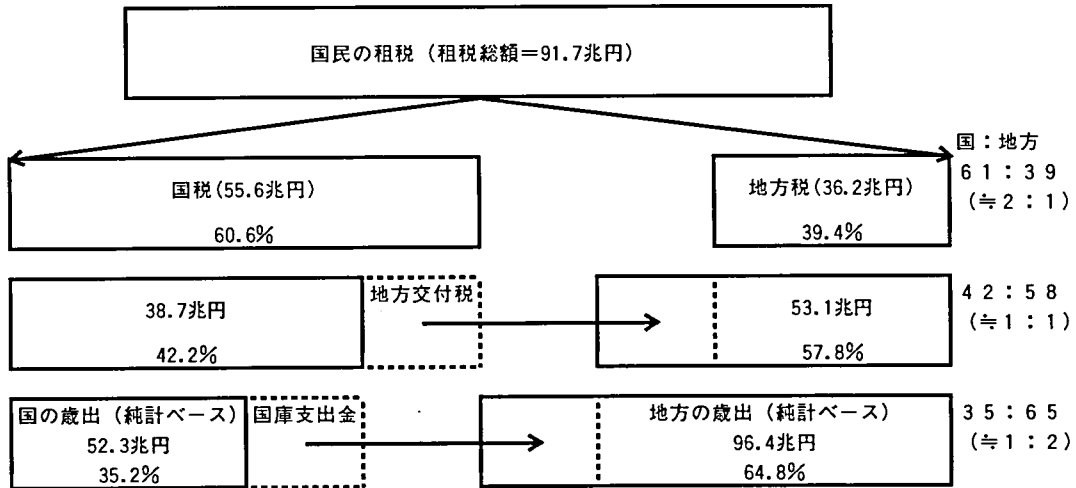 国民の租税（租税総額＝91.7兆円）
国：地方
国税(55.6兆円)
60.6%
地方税(36.2兆円)
39.4%
６１：３９
（≒２：１）
38.7兆円
42.2%
地方交付税
53.1兆円
57.8%
４２：５８
（≒１：１）
国の歳出（純計ベース）
52.3兆円
35.2%
国庫支出金
地方の歳出（純計ベース）
96.4兆円
64.8%
３５：６５
（≒１：２）